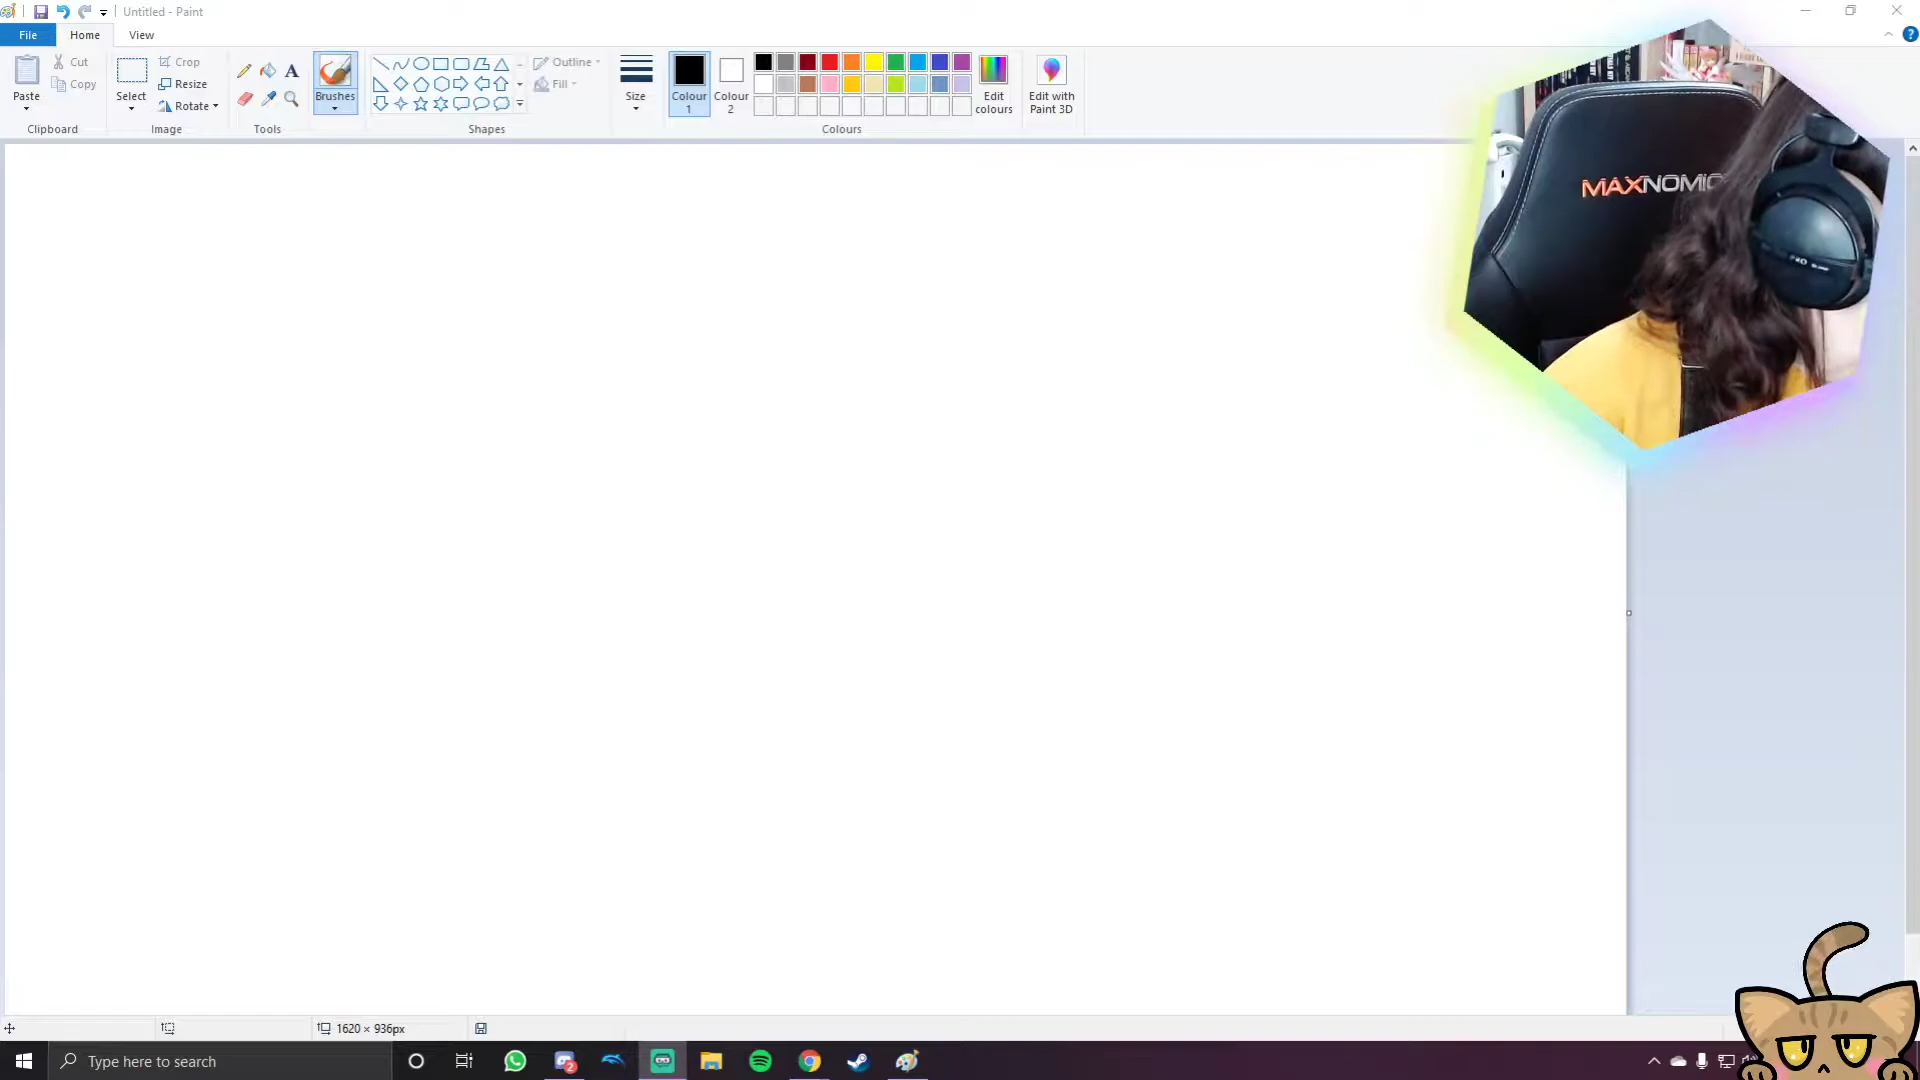 Untitled - Paint
File Home View
Paste
Cut
Copy
Clipboard
Select
Crop
Resize
Rotate
Image
A
Tools
Brushes
Outline
Fill
Shapes
Size
Colour 1
Colour 2
Edit colours
Edit with Paint 3D
Colours
MAXNOMIC
PRO
1620 × 936px
Type here to search
2